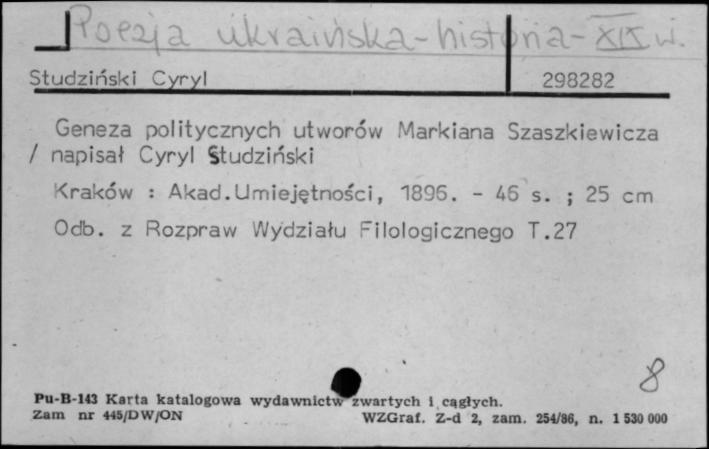 Poezja ukraińska - historia - XIX w.
Studziński Cyryl 298282
Geneza politycznych utworów Markiana Szaszkiewicza
/ napisał Cyryl Studziński
Kraków : Akad.Umiejętności, 1896. - 46 s. ; 25 cm
Odb. z Rozpraw Wydziału Filologicznego T.27
8
Pu-B-143 Karta katalogowa wydawnictw zwartych i cągłych.
Zam nr 445/DW/ON WZGraf. Z-d 2, zam. 254/86, n. 1 530 000